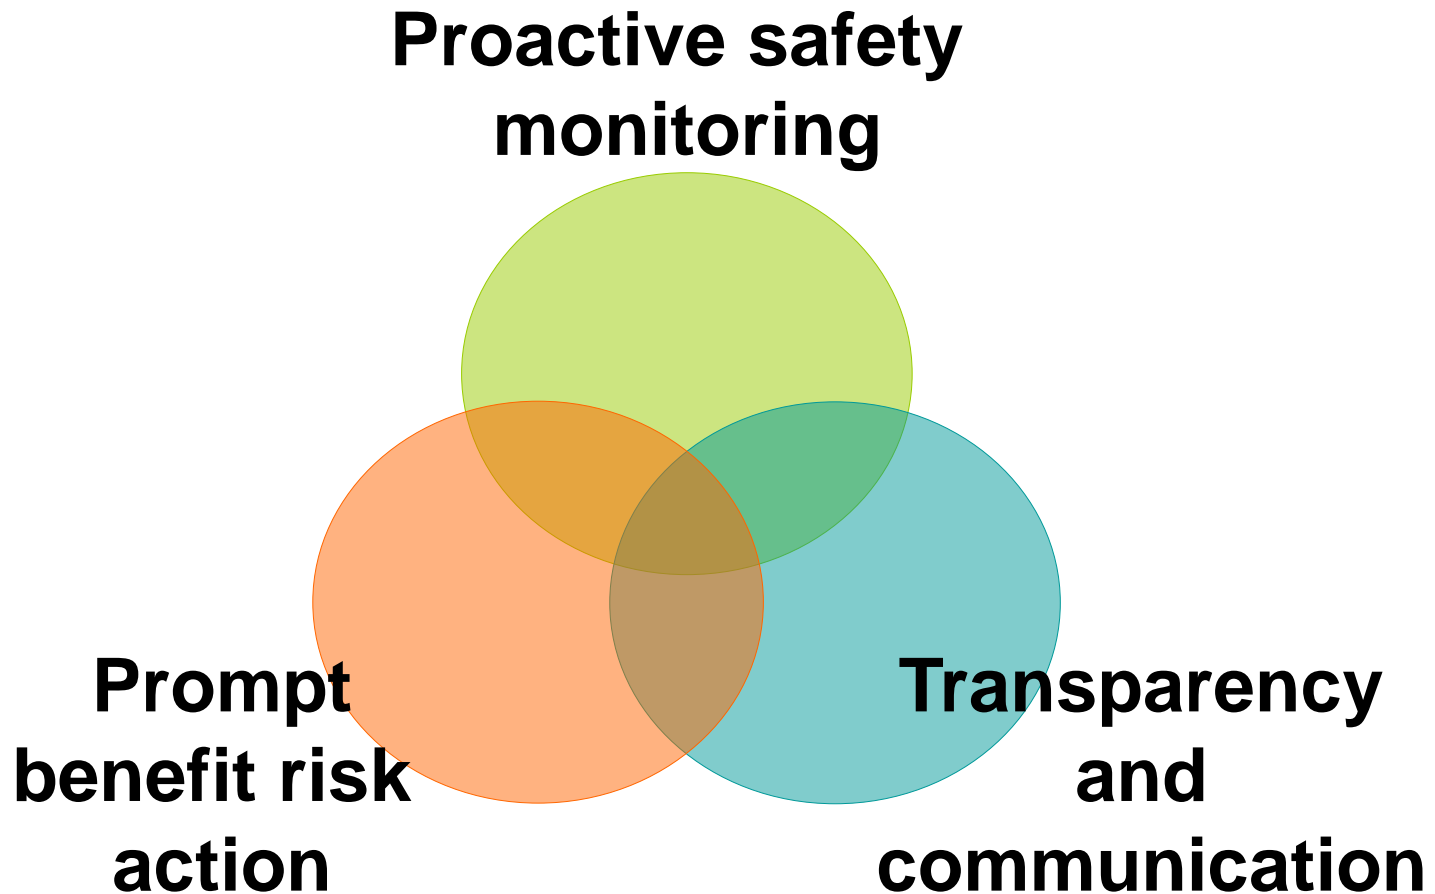 Proactive safety
monitoring
Prompt
benefit risk
action
Transparency
and
communication